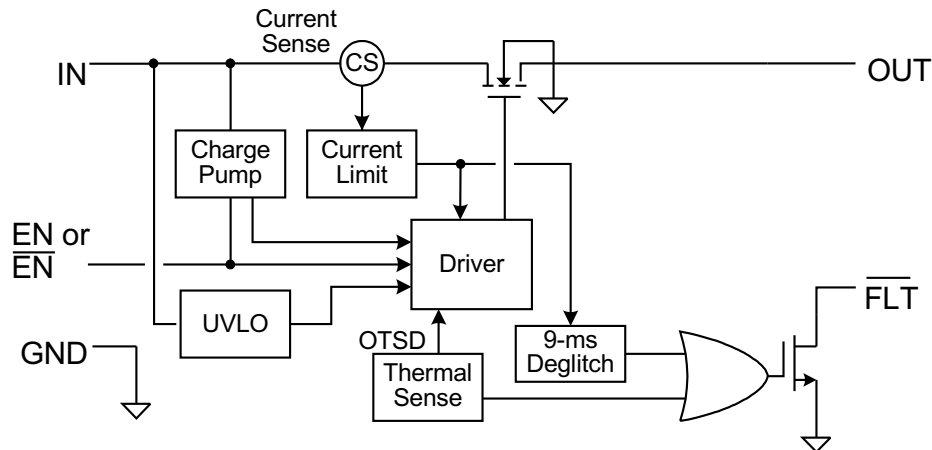 Current
Sense
IN
CS
OUT
Charge
Pump
Current
Limit
EN or
EN
Driver
UVLO
FLT
OTSD
9-ms
Deglitch
GND
Thermal
Sense